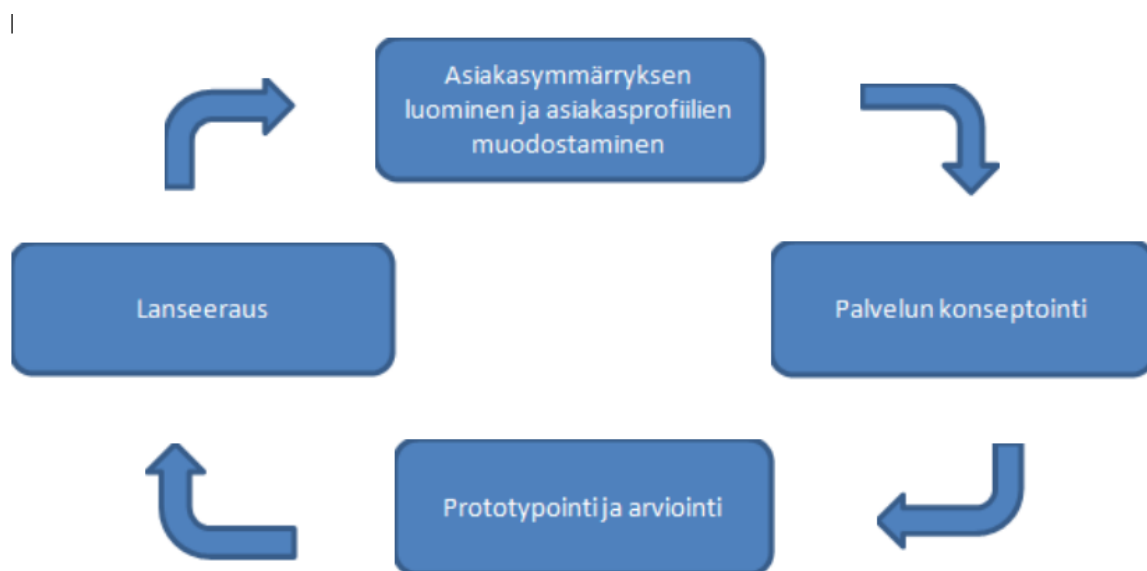 Asiakasymmärryksen
luominen ja asiakasprofiilien
muodostaminen
Lanseeraus
Palvelun konseptointi
Prototypointi ja arviointi